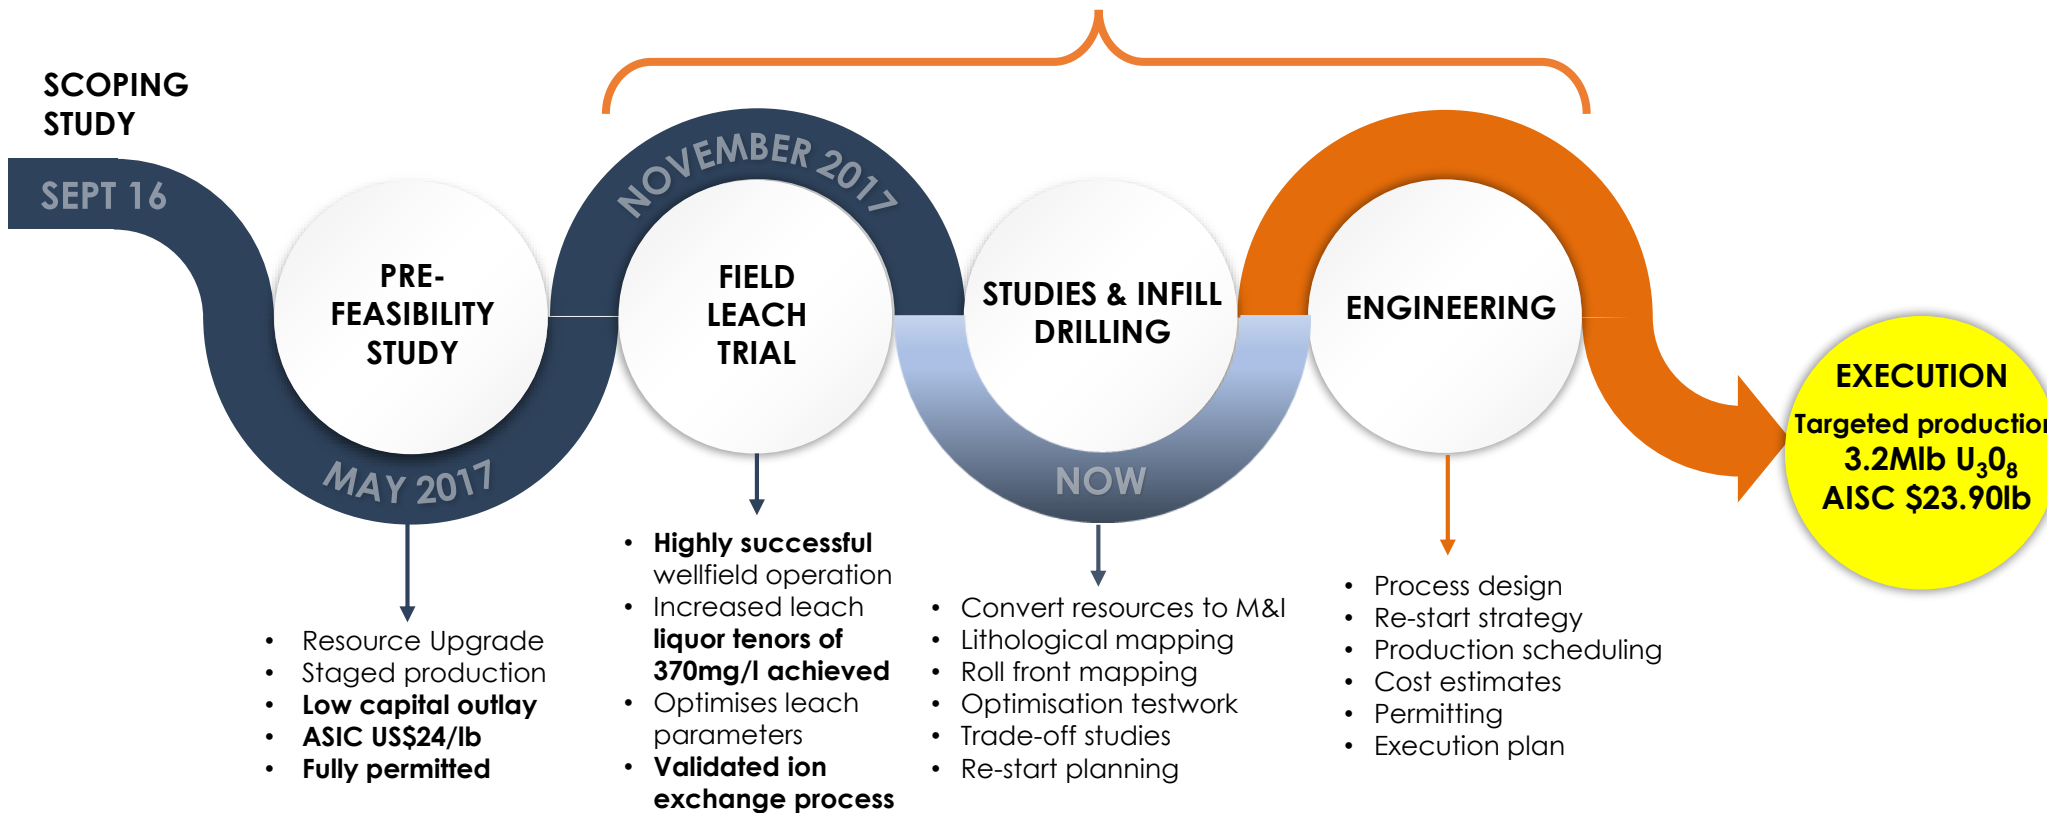 SCOPING
STUDY
SEPT 16
PRE-
FEASIBILITY
STUDY
MAY 2017
• Resource Upgrade
• Staged production
• Low capital outlay
• ASIC US$24/lb
• Fully permitted
NOVEMBER 2017
FIELD
LEACH
TRIAL
• Highly successful
wellfield operation
• Increased leach
liquor tenors of
370mg/l achieved
• Optimises leach
parameters
• Validated ion
exchange process
STUDIES & INFILL
DRILLING
NOW
• Convert resources to M&I
• Lithological mapping
• Roll front mapping
• Optimisation testwork
• Trade-off studies
• Re-start planning
ENGINEERING
• Process design
• Re-start strategy
• Production scheduling
• Cost estimates
• Permitting
• Execution plan
EXECUTION
Targeted production
3.2Mlb U₃0₈
AISC $23.90lb